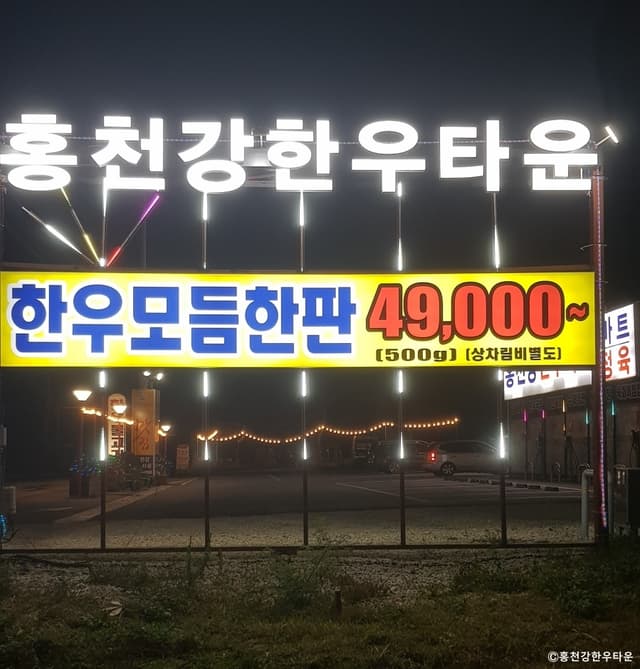 홍천강한우타운
한우모듬한판 49,000~
(500g) (상차림비별도)
©홍천강한우타운